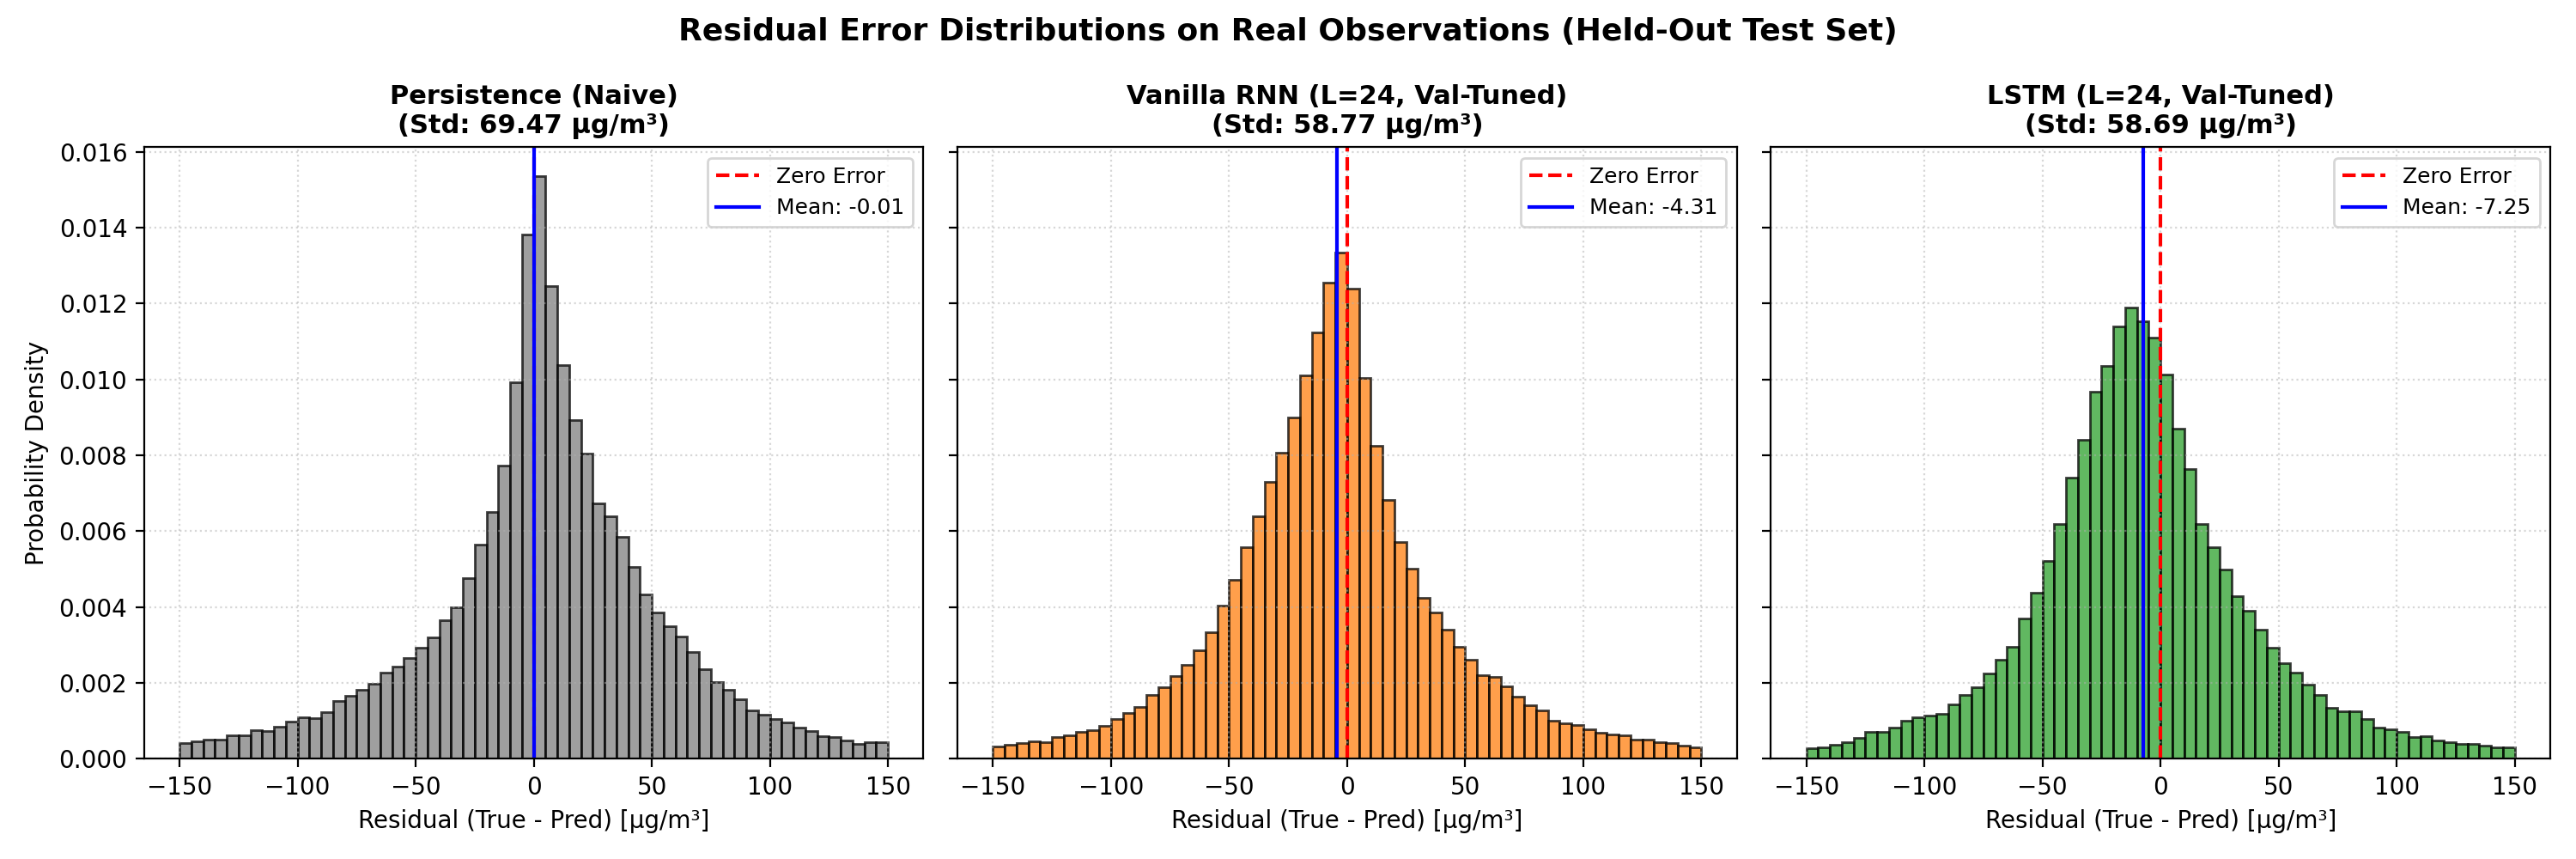 Residual Error Distributions on Real Observations (Held-Out Test Set)
Persistence (Naive)
(Std: 69.47 µg/m³)
Zero Error
Mean: -0.01
0.016
0.014
0.012
0.010
0.008
0.006
0.004
0.002
0.000
Probability Density
−150
−100
−50
0
50
100
150
Residual (True - Pred) [µg/m³]
Vanilla RNN (L=24, Val-Tuned)
(Std: 58.77 µg/m³)
Zero Error
Mean: -4.31
−150
−100
−50
0
50
100
150
Residual (True - Pred) [µg/m³]
LSTM (L=24, Val-Tuned)
(Std: 58.69 µg/m³)
Zero Error
Mean: -7.25
−150
−100
−50
0
50
100
150
Residual (True - Pred) [µg/m³]